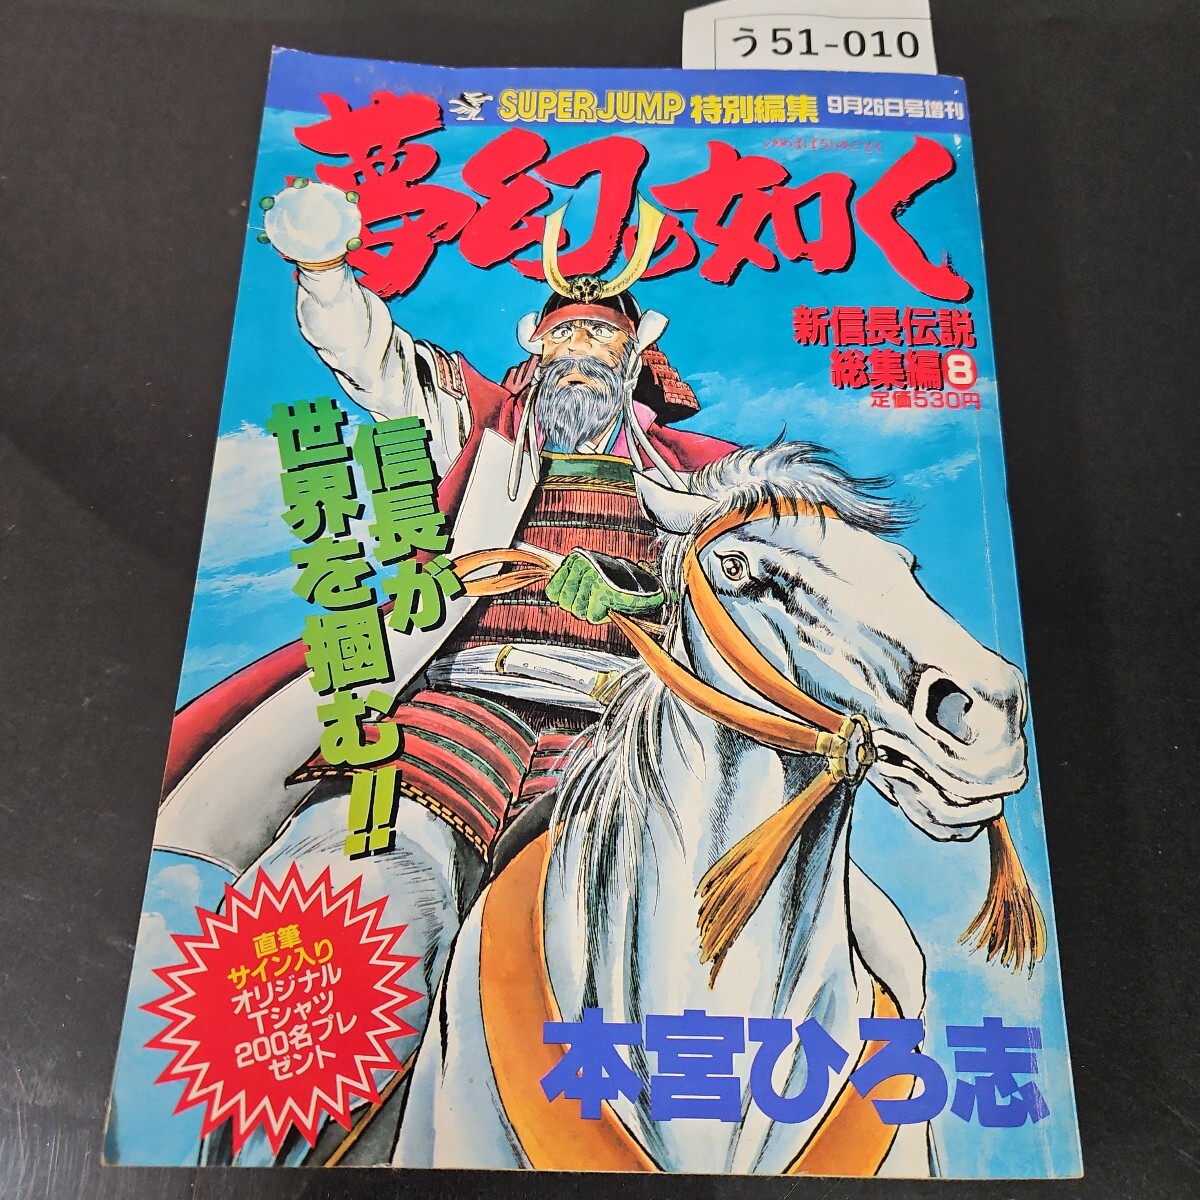 う51-010
SUPER JUMP 特別編集 9月26日号増刊
ゆめまぼろしのごとく
夢幻の如く
新信長伝説
総集編8
定価530円
信長が
世界を掴む!!
直筆
サイン入り
オリジナル
Tシャツ
200名プレ
ゼント
本宮ひろ志